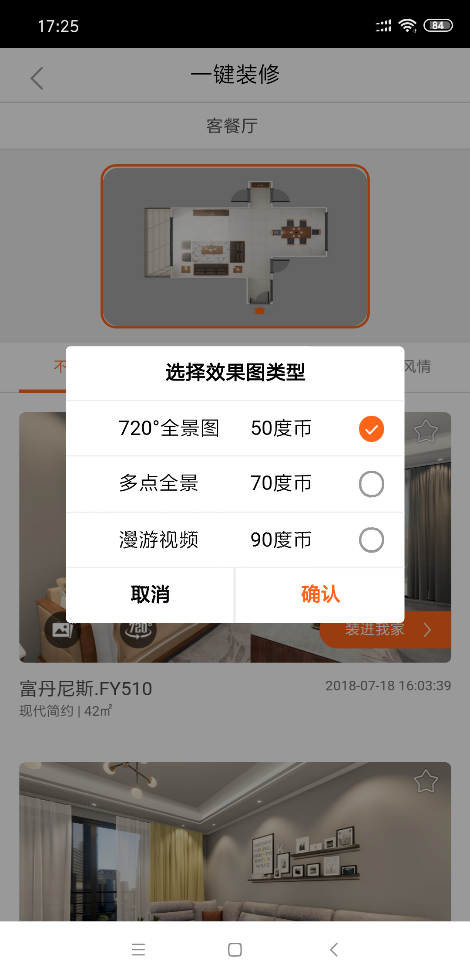 17:25
84
一键装修
客餐厅
不
风情
选择效果图类型
720°全景图 50度币
多点全景 70度币
漫游视频 90度币
取消 确认
720°
装进我家
富丹尼斯.FY510 2018-07-18 16:03:39
现代简约 | 42㎡